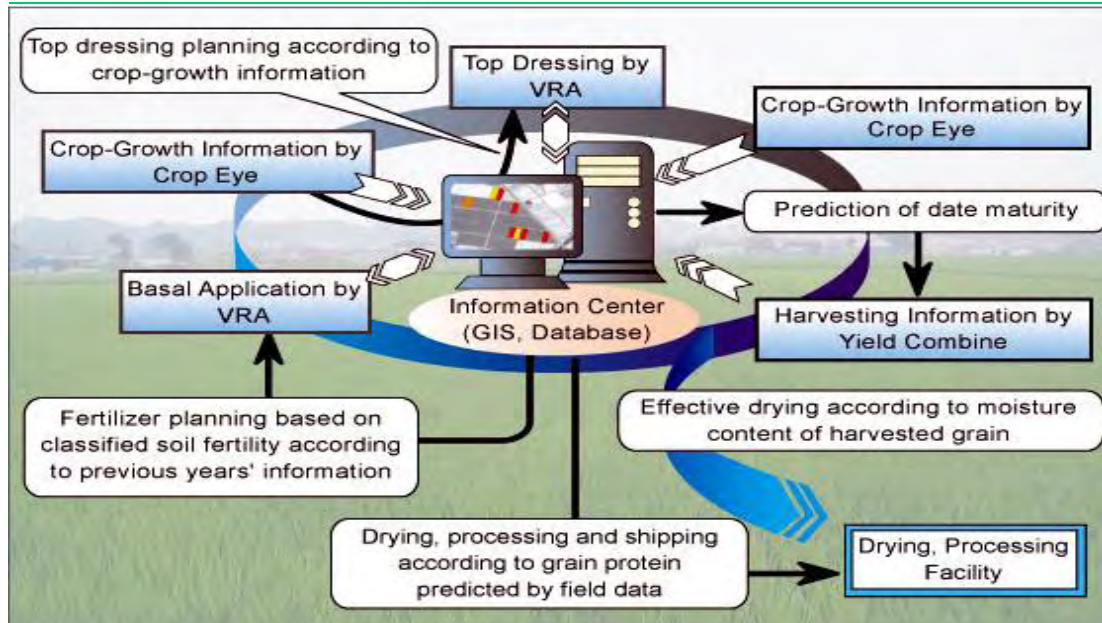 Top dressing planning according to
crop-growth information
Top Dressing by
VRA
Crop-Growth Information by
Crop Eye
Crop-Growth Information by
Crop Eye
Prediction of date maturity
Basal Application by
VRA
Information Center
(GIS, Database)
Harvesting Information by
Yield Combine
Fertilizer planning based on
classified soil fertility according
to previous years' information
Effective drying according to moisture
content of harvested grain
Drying, processing and shipping
according to grain protein
predicted by field data
Drying, Processing
Facility